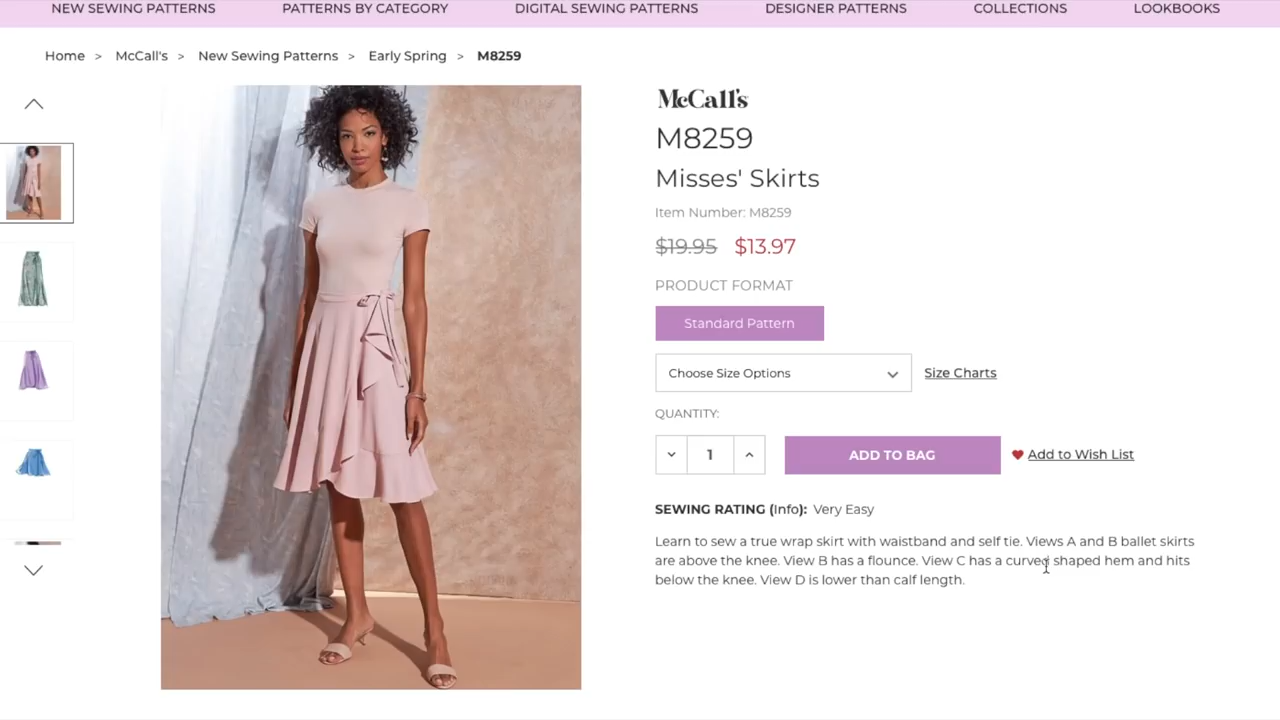 NEW SEWING PATTERNS PATTERNS BY CATEGORY DIGITAL SEWING PATTERNS DESIGNER PATTERNS COLLECTIONS LOOKBOOKS
Home > McCall's > New Sewing Patterns > Early Spring > M8259
McCall's
M8259
Misses' Skirts
Item Number: M8259
$19.95 $13.97
PRODUCT FORMAT
Standard Pattern
Choose Size Options Size Charts
QUANTITY:
1 ADD TO BAG Add to Wish List
SEWING RATING (Info): Very Easy
Learn to sew a true wrap skirt with waistband and self tie. Views A and B ballet skirts
are above the knee. View B has a flounce. View C has a curved shaped hem and hits
below the knee. View D is lower than calf length.